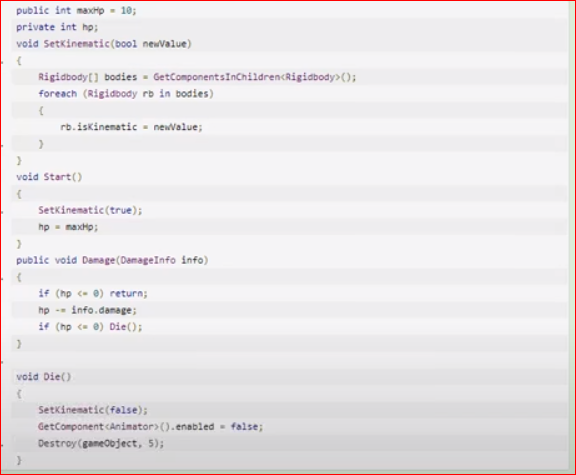 public int maxHp = 10;
private int hp;
void SetKinematic(bool newValue)
{
Rigidbody[] bodies = GetComponentsInChildren<Rigidbody>();
foreach (Rigidbody rb in bodies)
{
rb.isKinematic = newValue;
}
}
void Start()
{
SetKinematic(true);
hp = maxHp;
}
public void Damage(DamageInfo info)
{
if (hp <= 0) return;
hp -= info.damage;
if (hp <= 0) Die();
}
void Die()
{
SetKinematic(false);
GetComponent<Animator>().enabled = false;
Destroy(gameObject, 5);
}